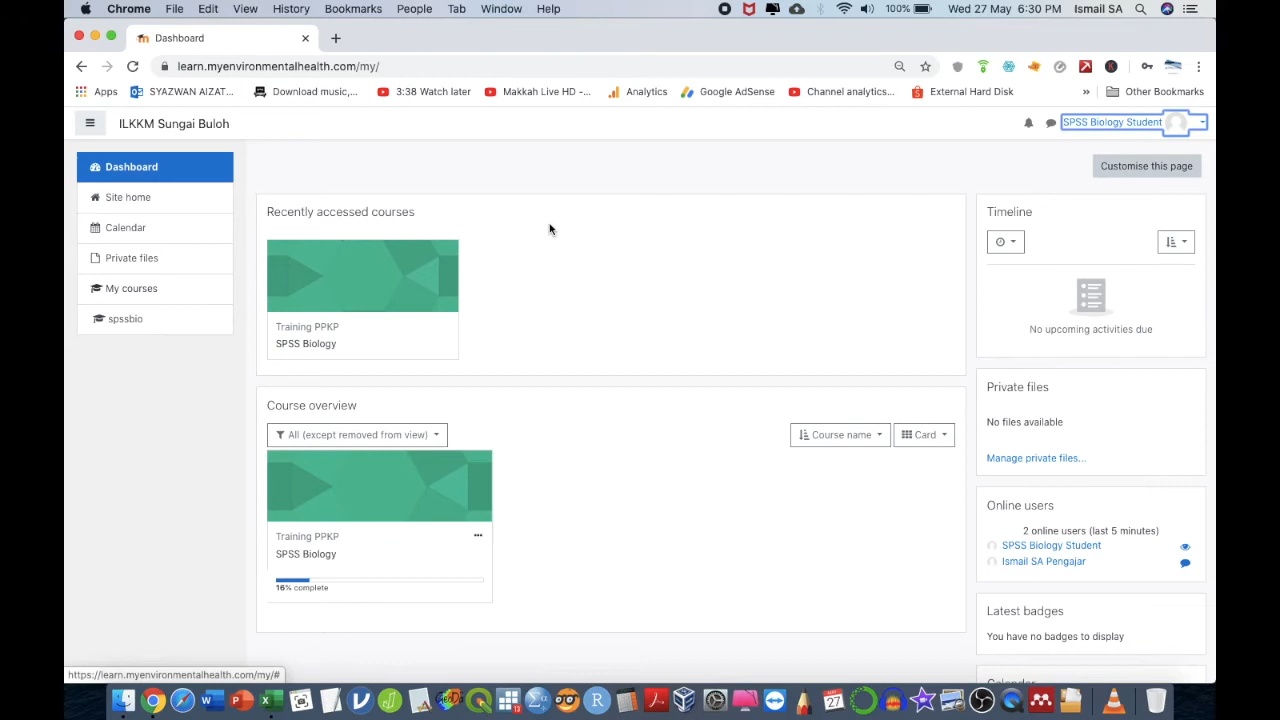 Chrome File Edit View History Bookmarks People Tab Window Help 100% Wed 27 May 6:30 PM Ismail SA
Dashboard
learn.myenvironmentalhealth.com/my/
Apps SYAZWAN AIZAT... Download music,... 3:38 Watch later Makkah Live HD -... Analytics Google AdSense Channel analytics... External Hard Disk » Other Bookmarks
ILKKM Sungai Buloh SPSS Biology Student
Dashboard
Customise this page
Site home
Calendar
Private files
My courses
spssbio
Recently accessed courses
Training PPKP
SPSS Biology
Course overview
All (except removed from view) Course name Card
Training PPKP
SPSS Biology
16% complete
Timeline
No upcoming activities due
Private files
No files available
Manage private files...
Online users
2 online users (last 5 minutes)
SPSS Biology Student
Ismail SA Pengajar
Latest badges
You have no badges to display
https://learn.myenvironmentalhealth.com/my/#